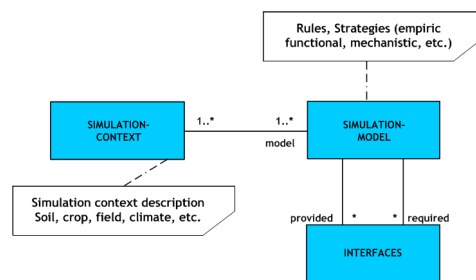 Rules, Strategies (empiric
functional, mechanistic, etc.)
SIMULATION-
CONTEXT
1..*
1..*
model
SIMULATION-
MODEL
Simulation context description
Soil, crop, field, climate, etc.
provided
*
*
required
INTERFACES